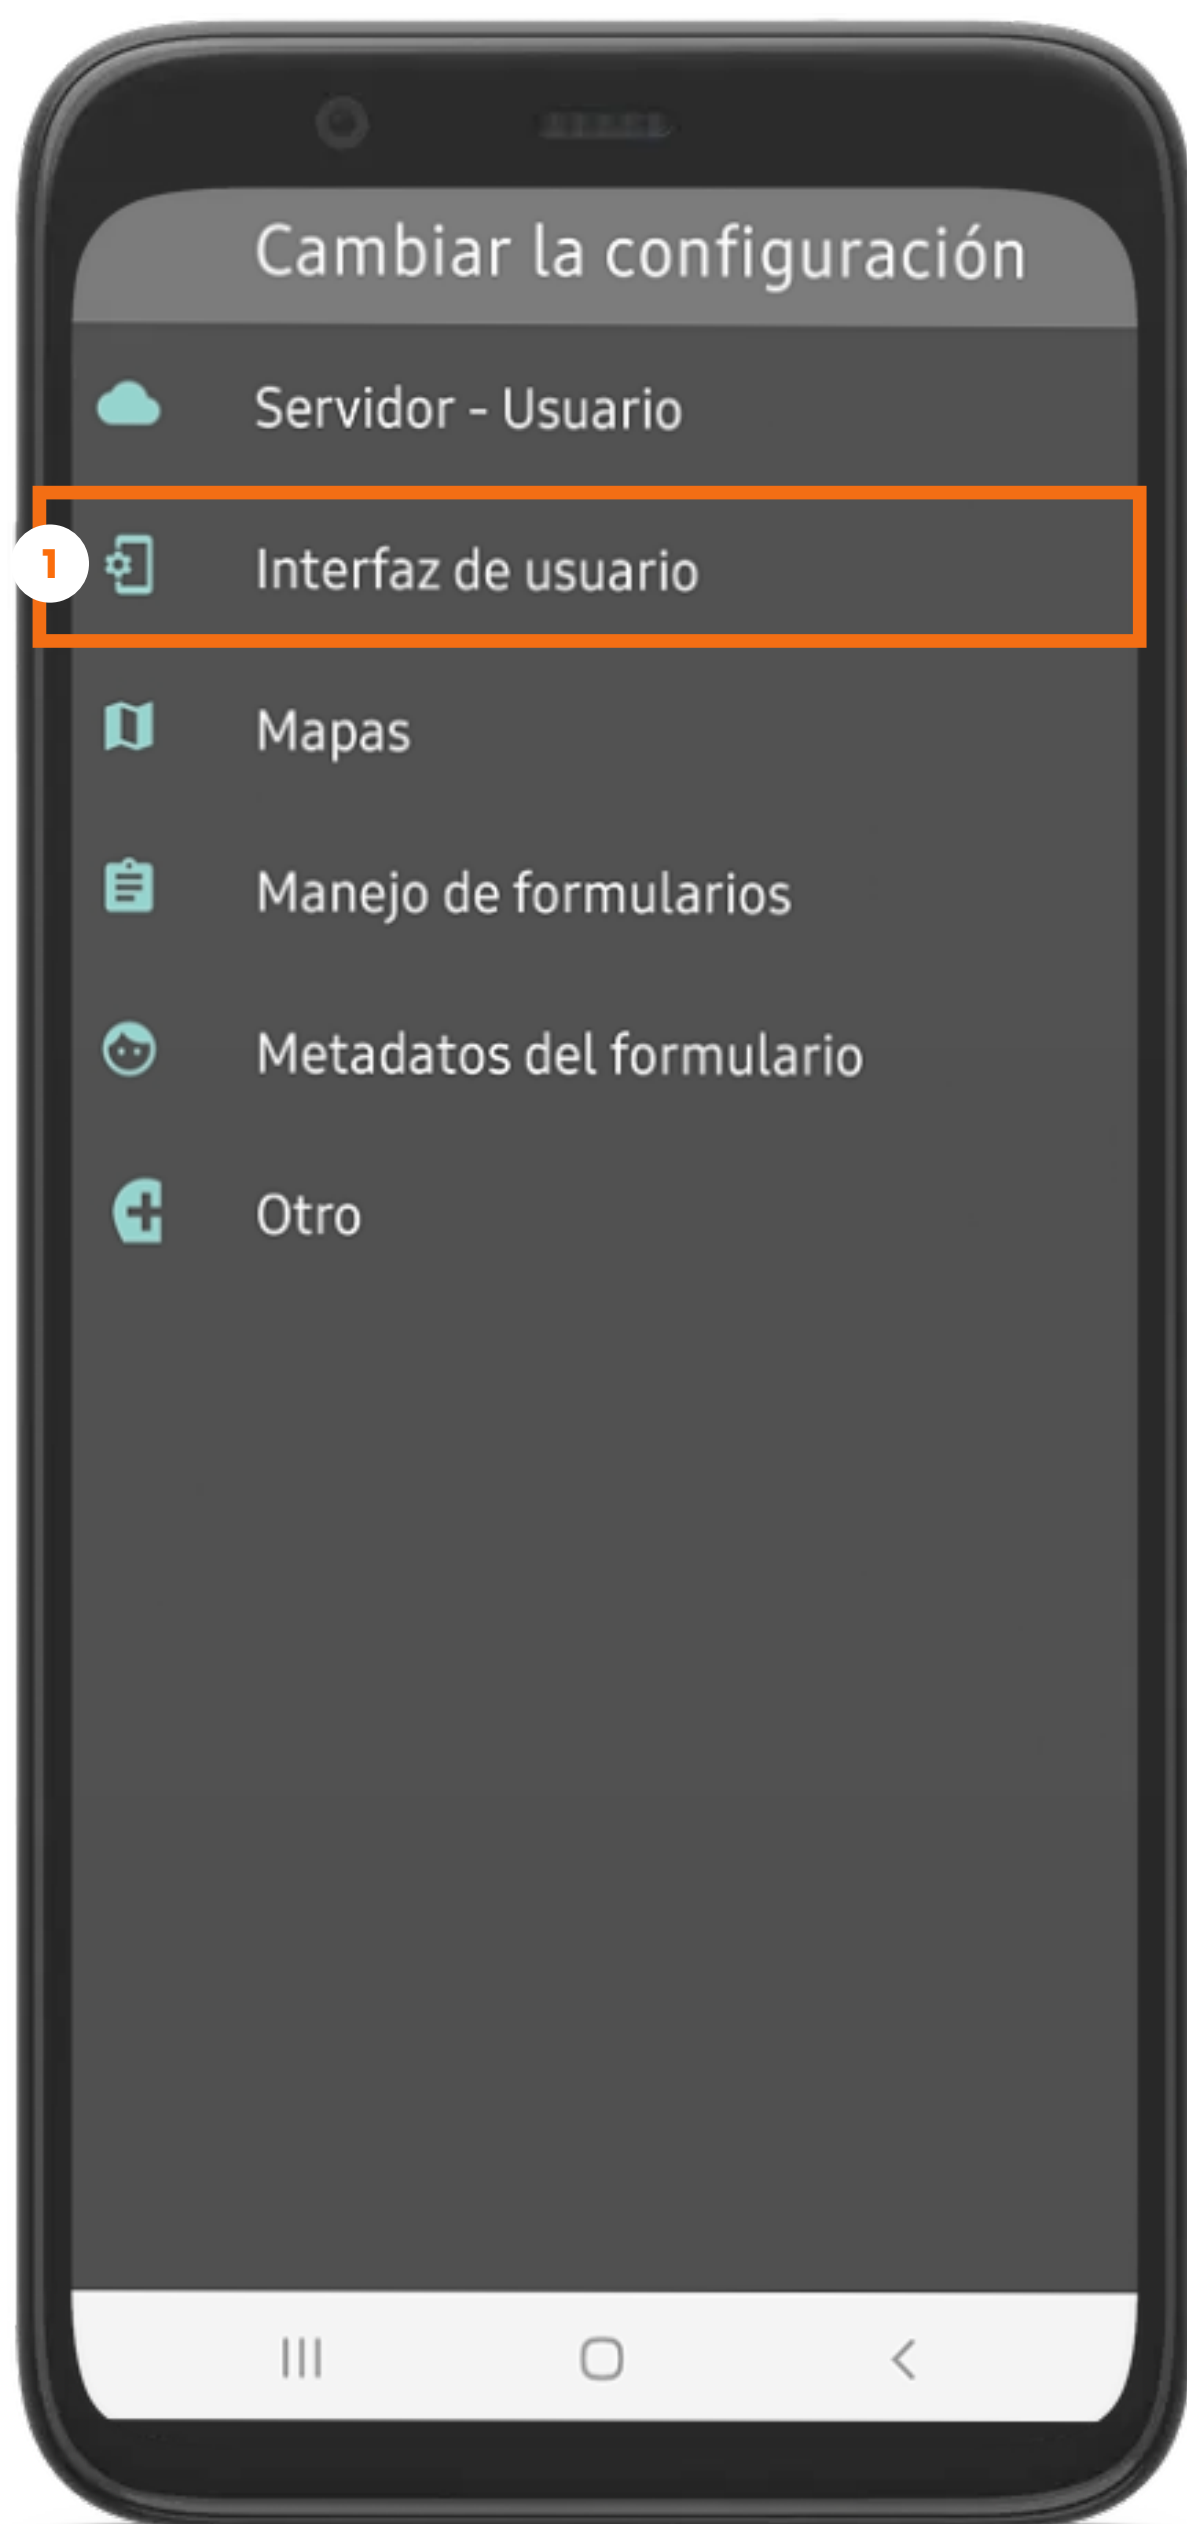 Cambiar la configuración
Servidor - Usuario
1
Interfaz de usuario
Mapas
Manejo de formularios
Metadatos del formulario
Otro